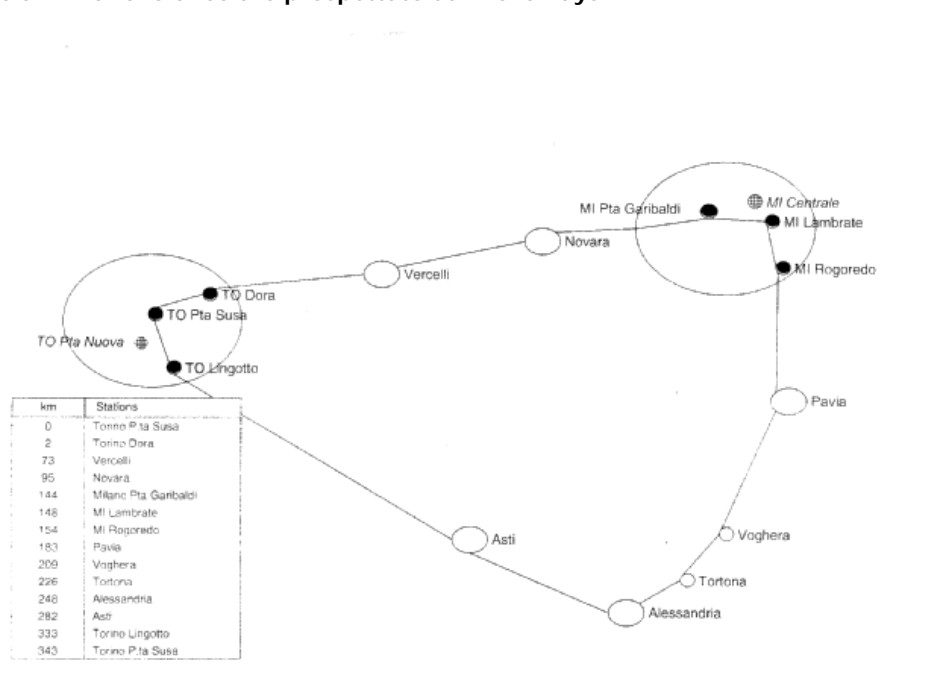 MI Centrale
MI Pta Garibaldi
MI Lambrate
Novara
MI Rogoredo
Vercelli
TO Dora
TO Pta Susa
TO Pta Nuova
TO Lingotto
Pavia
Asti
Voghera
Tortona
Alessandria
km Stations
0 Torino P.ta Susa
2 Torino Dora
73 Vercelli
95 Novara
144 Milano Pta Garibaldi
148 MI Lambrate
154 MI Rogoredo
183 Pavia
209 Voghera
226 Tortona
248 Alessandria
282 Asti
333 Torino Lingotto
343 Torino P.ta Susa